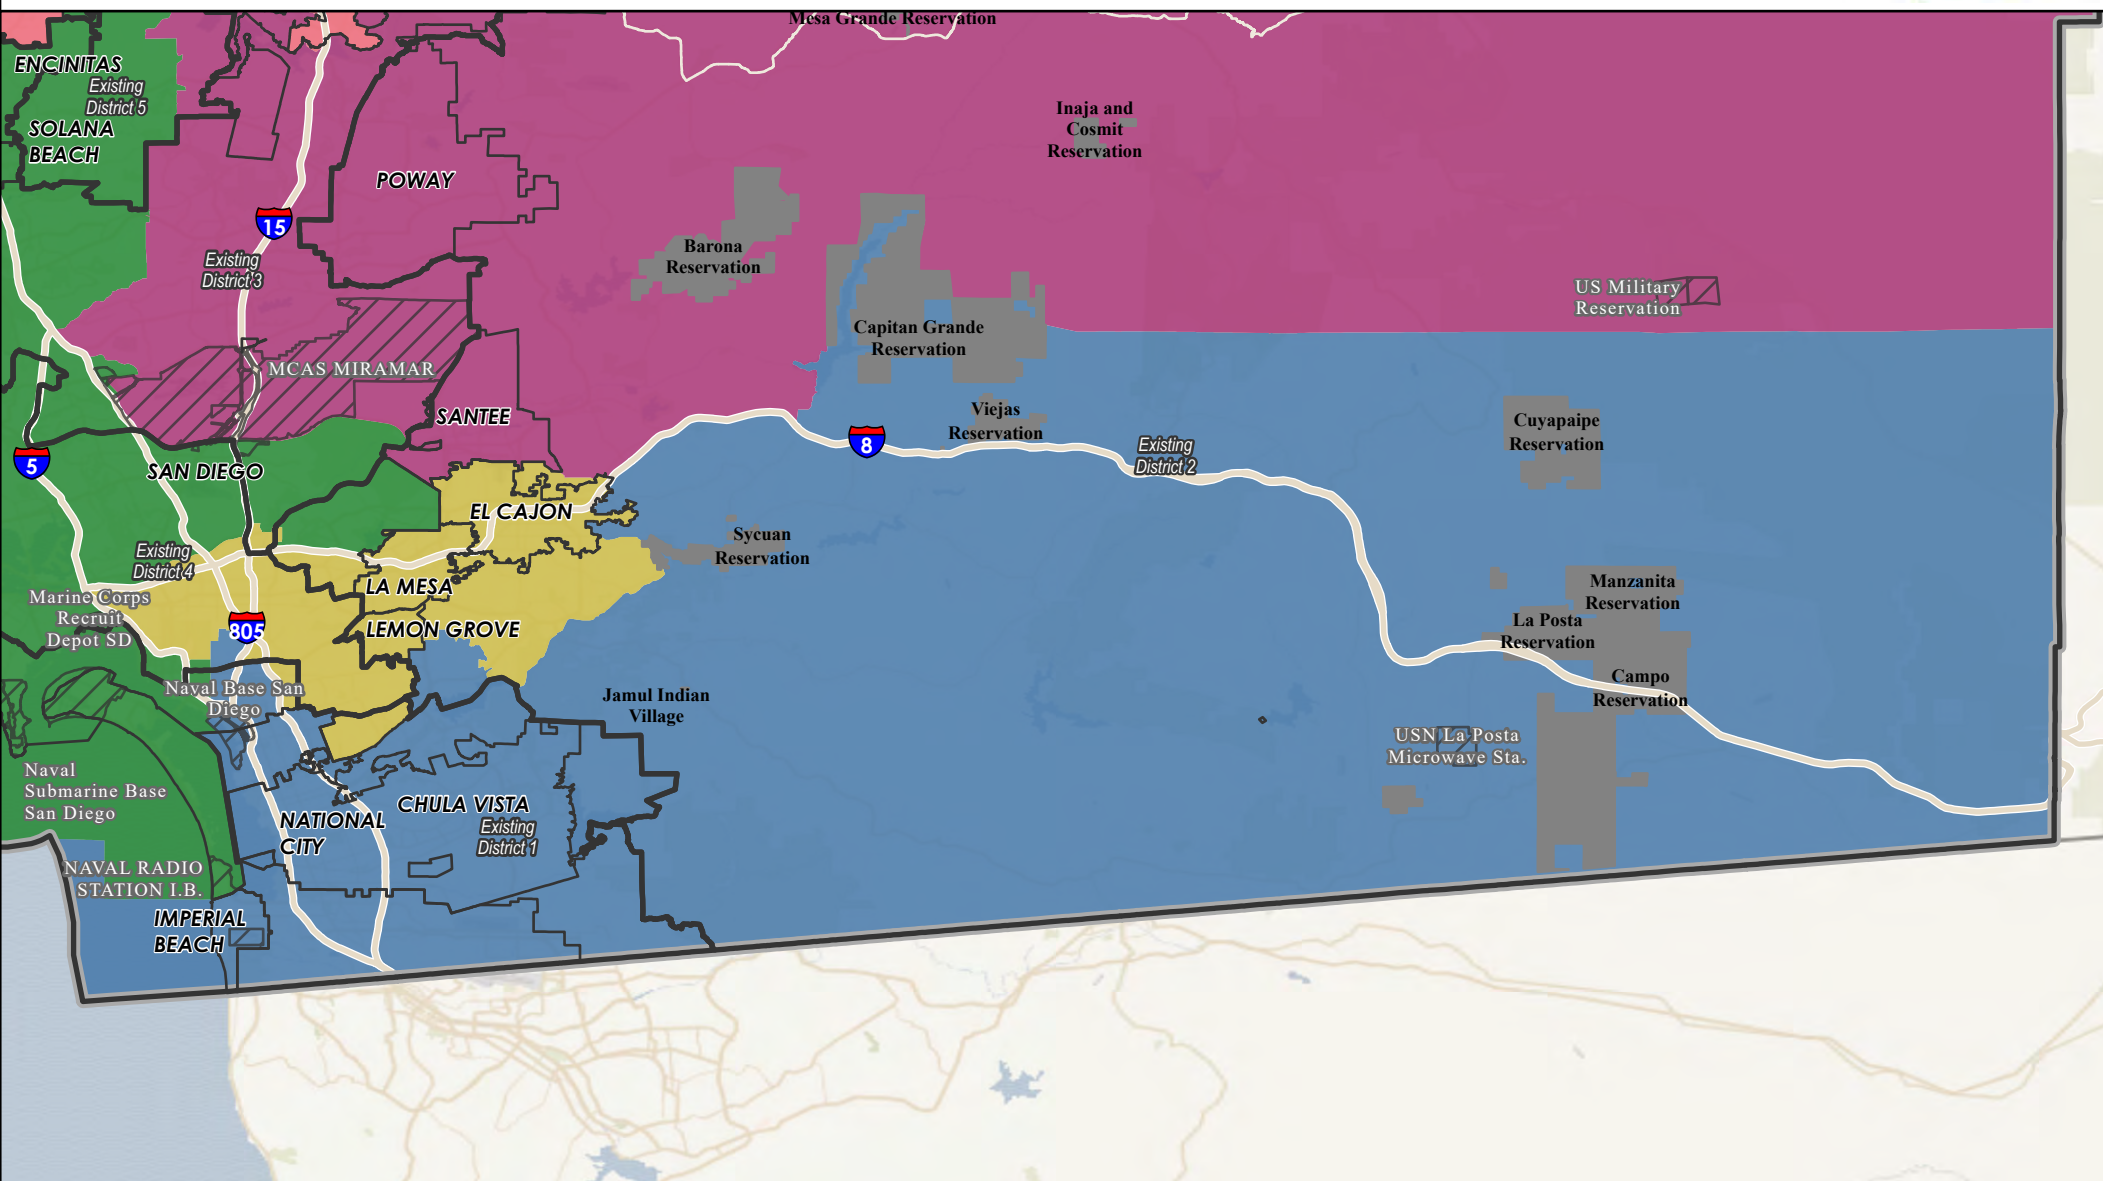 Mesa Grande Reservation
ENCINITAS
Existing
District 5
SOLANA
BEACH
Inaja and
Cosmit
Reservation
POWAY
15
Existing
District 3
Barona
Reservation
US Military
Reservation
Capitan Grande
Reservation
MCAS MIRAMAR
SANTEE
Viejas
Reservation
Cuyapaipe
Reservation
8
Existing
District 2
5
SAN DIEGO
EL CAJON
Sycuan
Reservation
Existing
District 4
LA MESA
Manzanita
Reservation
Marine Corps
Recruit
Depot SD
805
LEMON GROVE
La Posta
Reservation
Naval Base San
Diego
Jamul Indian
Village
Campo
Reservation
USN La Posta
Microwave Sta.
Naval
Submarine Base
San Diego
CHULA VISTA
NATIONAL
CITY
Existing
District 1
NAVAL RADIO
STATION I.B.
IMPERIAL
BEACH